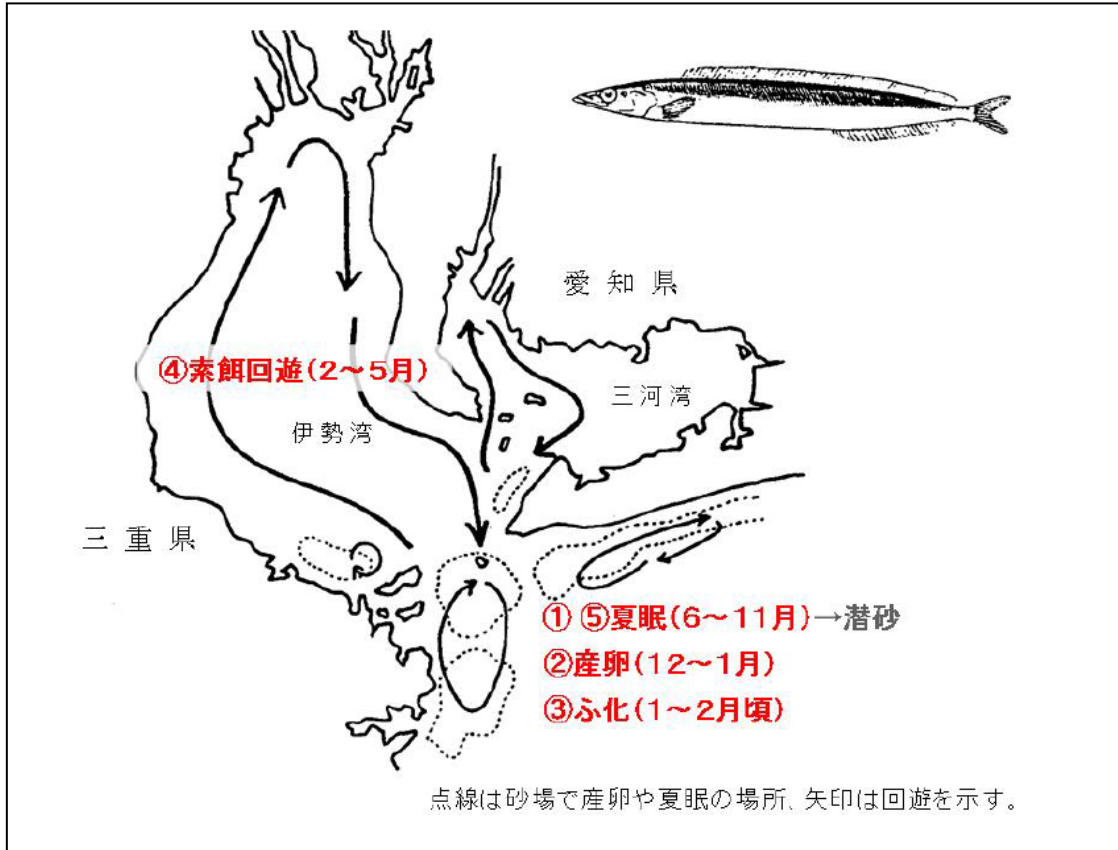 愛知県
④素餌回遊(2～5月)
三河湾
伊勢湾
三重県
① ⑤夏眠(6～11月)→潜砂
②産卵(12～1月)
③ふ化(1～2月頃)
点線は砂場で産卵や夏眠の場所、矢印は回遊を示す。